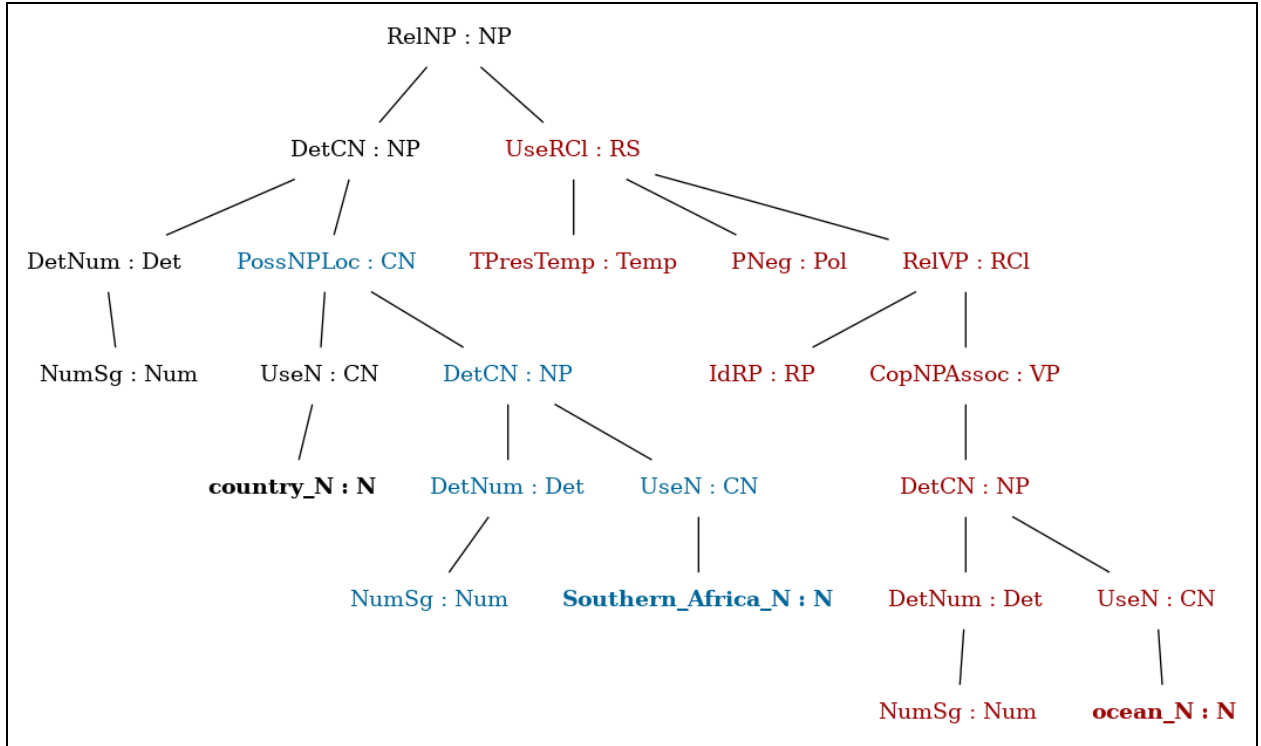 RelNP : NP
DetCN : NP UseRCl : RS
DetNum : Det PossNPLoc : CN TPresTemp : Temp PNeg : Pol RelVP : RCl
NumSg : Num UseN : CN DetCN : NP IdRP : RP CopNPAssoc : VP
country_N : N DetNum : Det UseN : CN DetCN : NP
NumSg : Num Southern_Africa_N : N DetNum : Det UseN : CN
NumSg : Num ocean_N : N